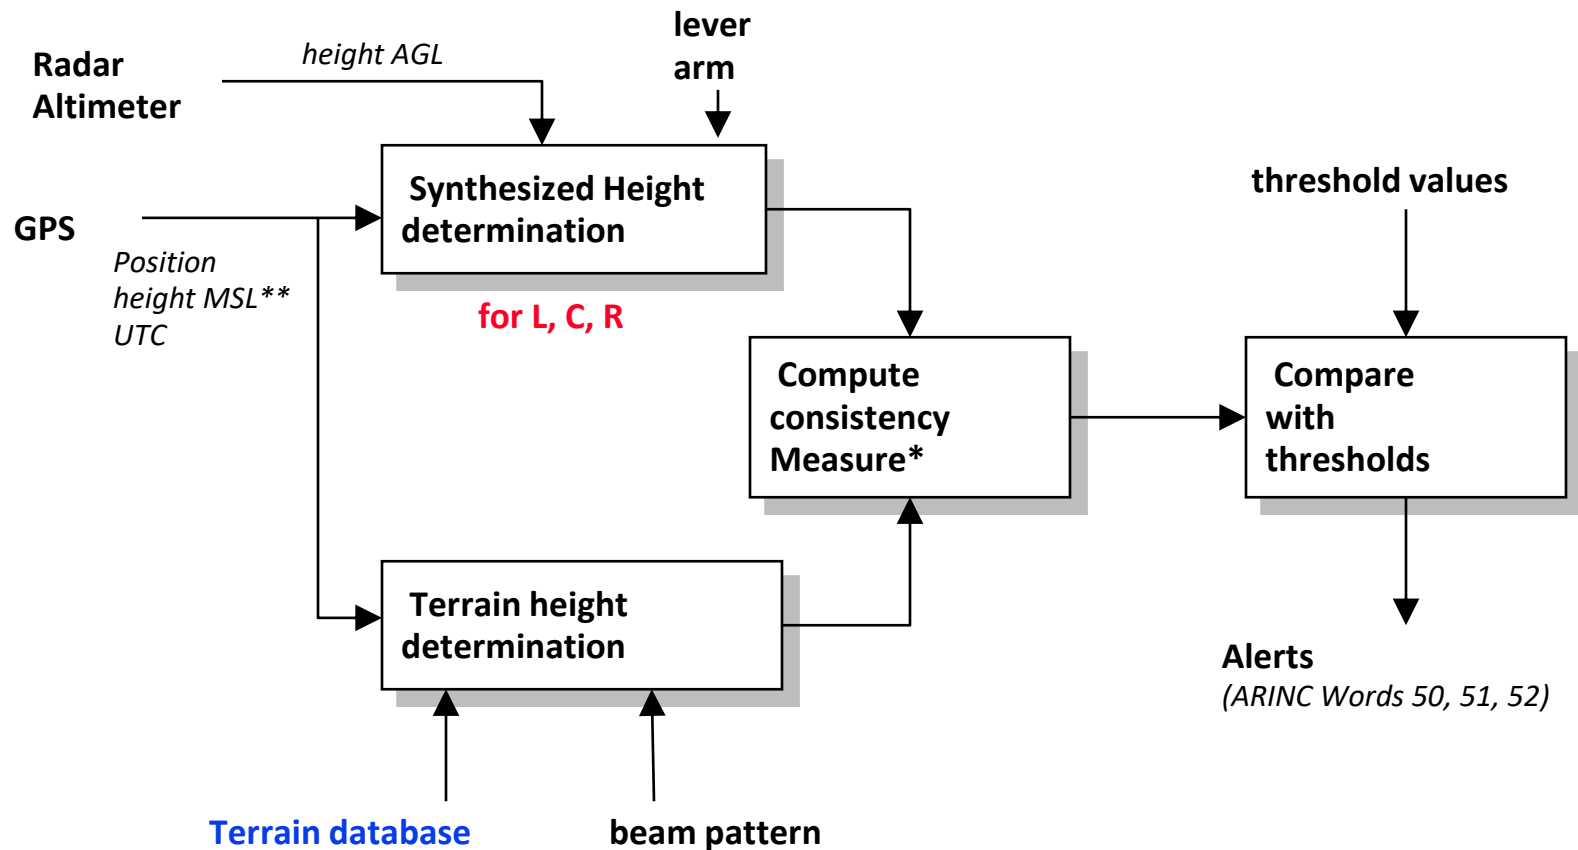 lever
arm
height AGL
Radar
Altimeter
Synthesized Height
determination
threshold values
GPS
Position
height MSL**
UTC
for L, C, R
Compute
consistency
Measure*
Compare
with
thresholds
Terrain height
determination
Alerts
(ARINC Words 50, 51, 52)
Terrain database
beam pattern